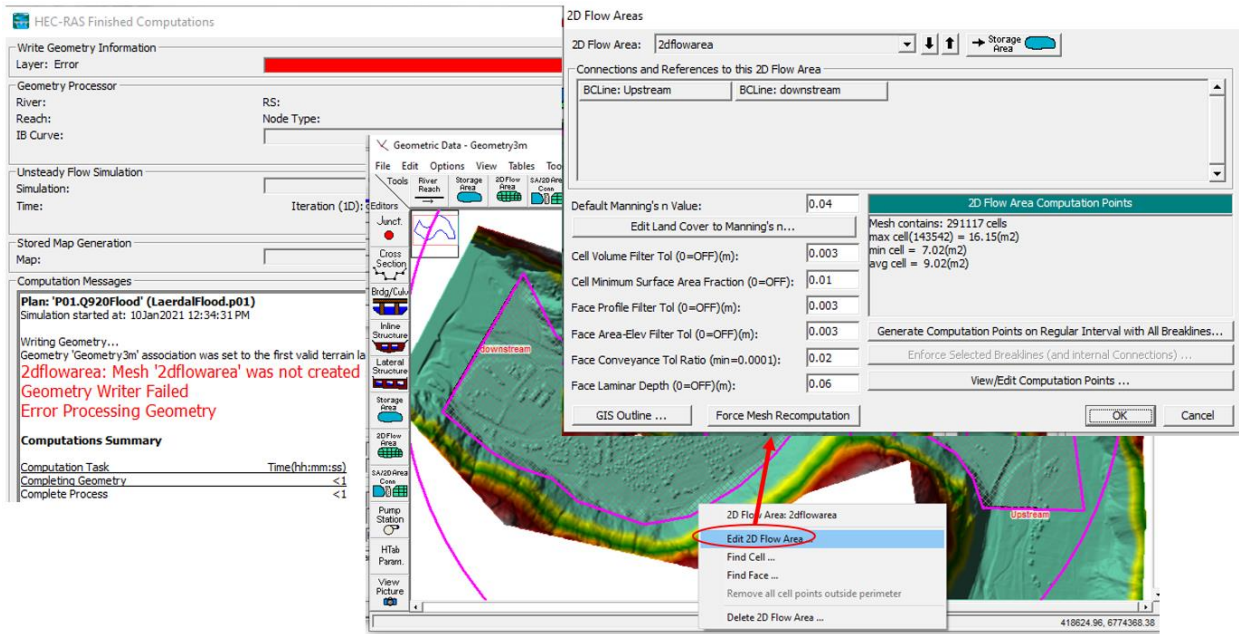 HEC-RAS Finished Computations
Write Geometry Information
Layer: Error
Geometry Processor
River:
RS:
Reach:
Node Type:
IB Curve:
Unsteady Flow Simulation
Simulation:
Time:
Iteration (1D):
Stored Map Generation
Map:
Computation Messages
Plan: 'P01.Q920Flood' (LaerdalFlood.p01)
Simulation started at: 10Jan2021 12:34:31 PM
Writing Geometry...
Geometry 'Geometry3m' association was set to the first valid terrain la
2dflowarea: Mesh '2dflowarea' was not created
Geometry Writer Failed
Error Processing Geometry
Computations Summary
Computation Task
Time(hh:mm:ss)
Completing Geometry
<1
Complete Process
<1
Geometric Data - Geometry3m
File Edit Options View Tables Too
Tools
River Reach
Storage Area
2D Flow Area
SA/2D Area Conn
Editors
Junct.
Cross Section
Brdg/Culv
Inline Structure
Lateral Structure
Storage Area
2D Flow Area
SA/2D Area Conn
Pump Station
HTab Param.
View Picture
downstream
Upstream
2D Flow Area: 2dflowarea
Edit 2D Flow Area ...
Find Cell ...
Find Face ...
Remove all cell points outside perimeter
Delete 2D Flow Area ...
418624.96, 6774368.38
2D Flow Areas
2D Flow Area:
2dflowarea
Storage Area
Connections and References to this 2D Flow Area
BCLine: Upstream
BCLine: downstream
Default Manning's n Value:
0.04
Edit Land Cover to Manning's n...
Cell Volume Filter Tol (0=OFF)(m):
0.003
Cell Minimum Surface Area Fraction (0=OFF):
0.01
Face Profile Filter Tol (0=OFF)(m):
0.003
Face Area-Elev Filter Tol (0=OFF)(m):
0.003
Face Conveyance Tol Ratio (min=0.0001):
0.02
Face Laminar Depth (0=OFF)(m):
0.06
GIS Outline ...
Force Mesh Recomputation
2D Flow Area Computation Points
Mesh contains: 291117 cells
max cell(143542) = 16.15(m2)
min cell = 7.02(m2)
avg cell = 9.02(m2)
Generate Computation Points on Regular Interval with All Breaklines...
Enforce Selected Breaklines (and internal Connections) ...
View/Edit Computation Points ...
OK
Cancel